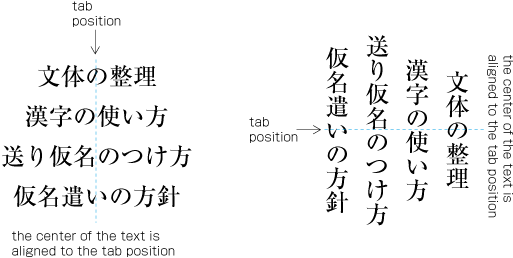 tab
position
文体の整理
漢字の使い方
送り仮名のつけ方
仮名遣いの方針
the center of the text is
aligned to the tab position
tab
position
文体の整理
漢字の使い方
送り仮名のつけ方
仮名遣いの方針
the center of the text is
aligned to the tab position